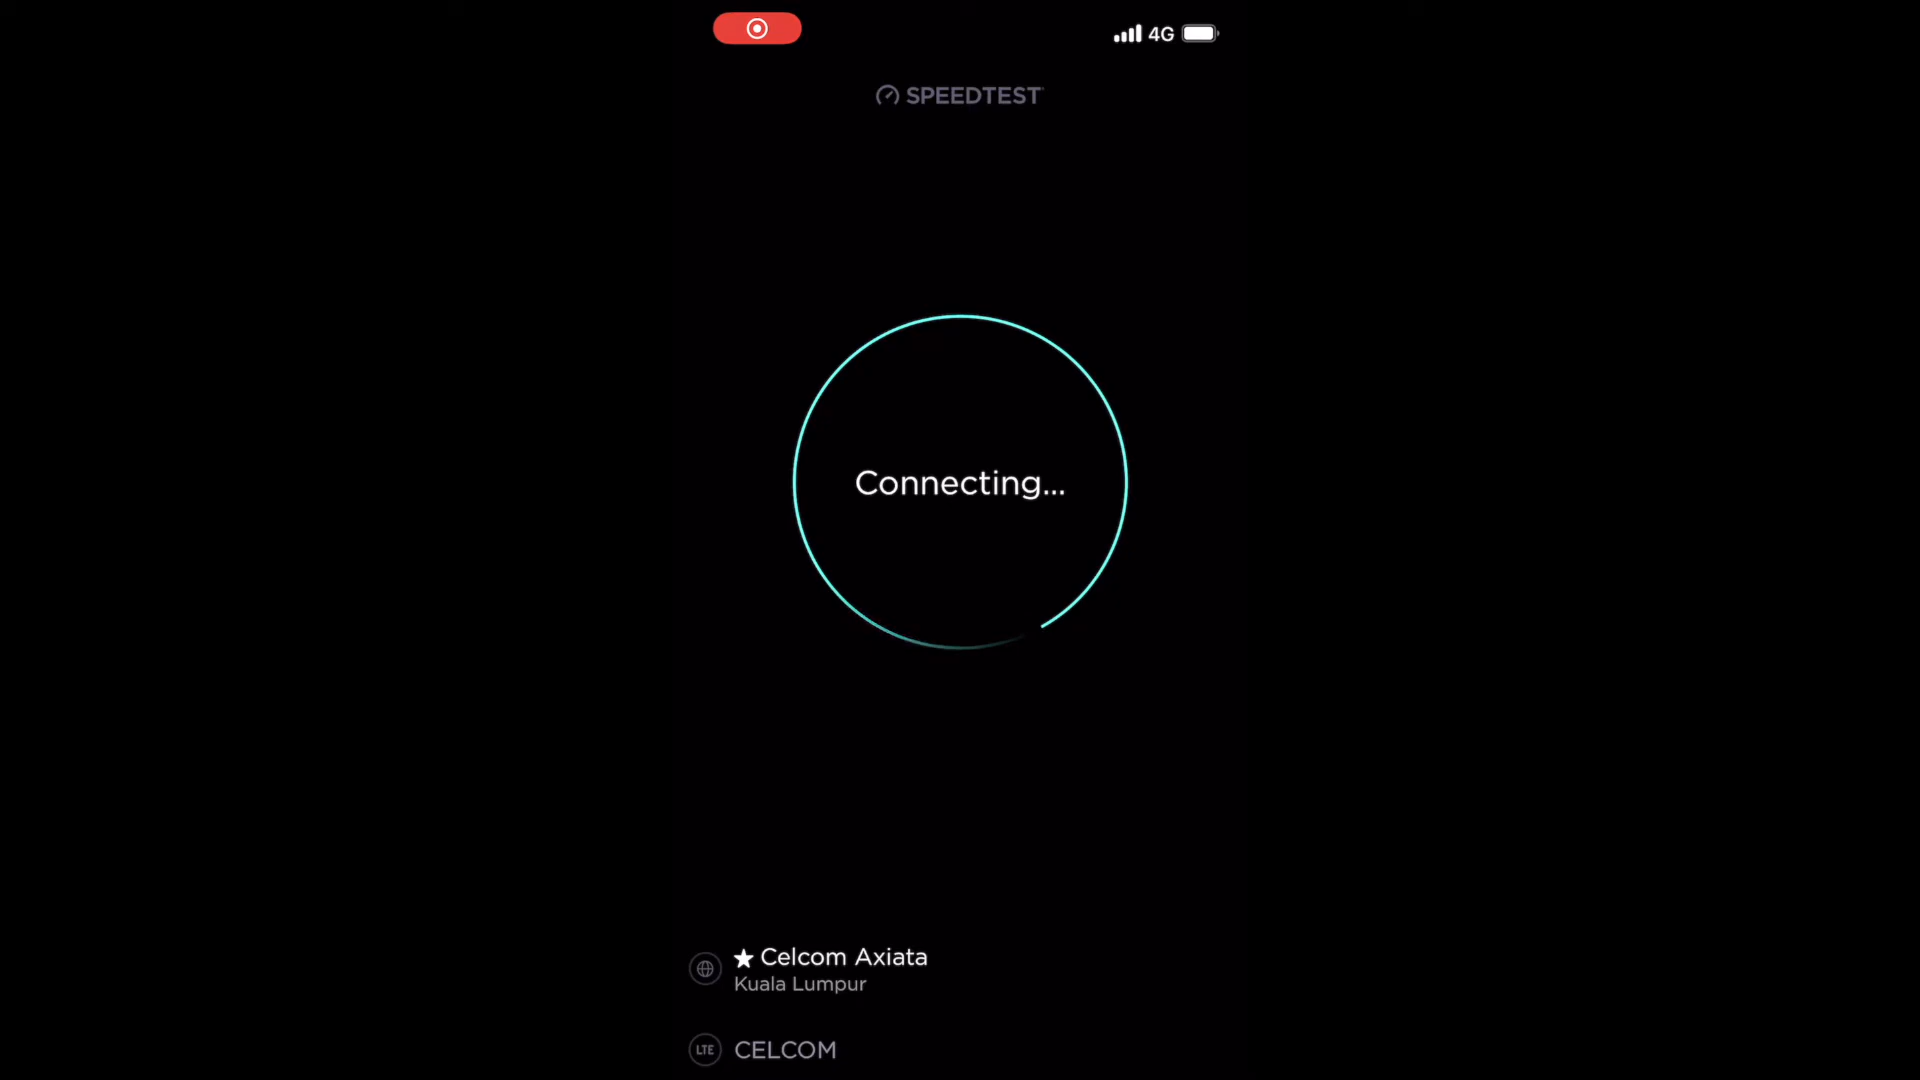 4G
SPEEDTEST
Connecting...
Celcom Axiata
Kuala Lumpur
LTE CELCOM